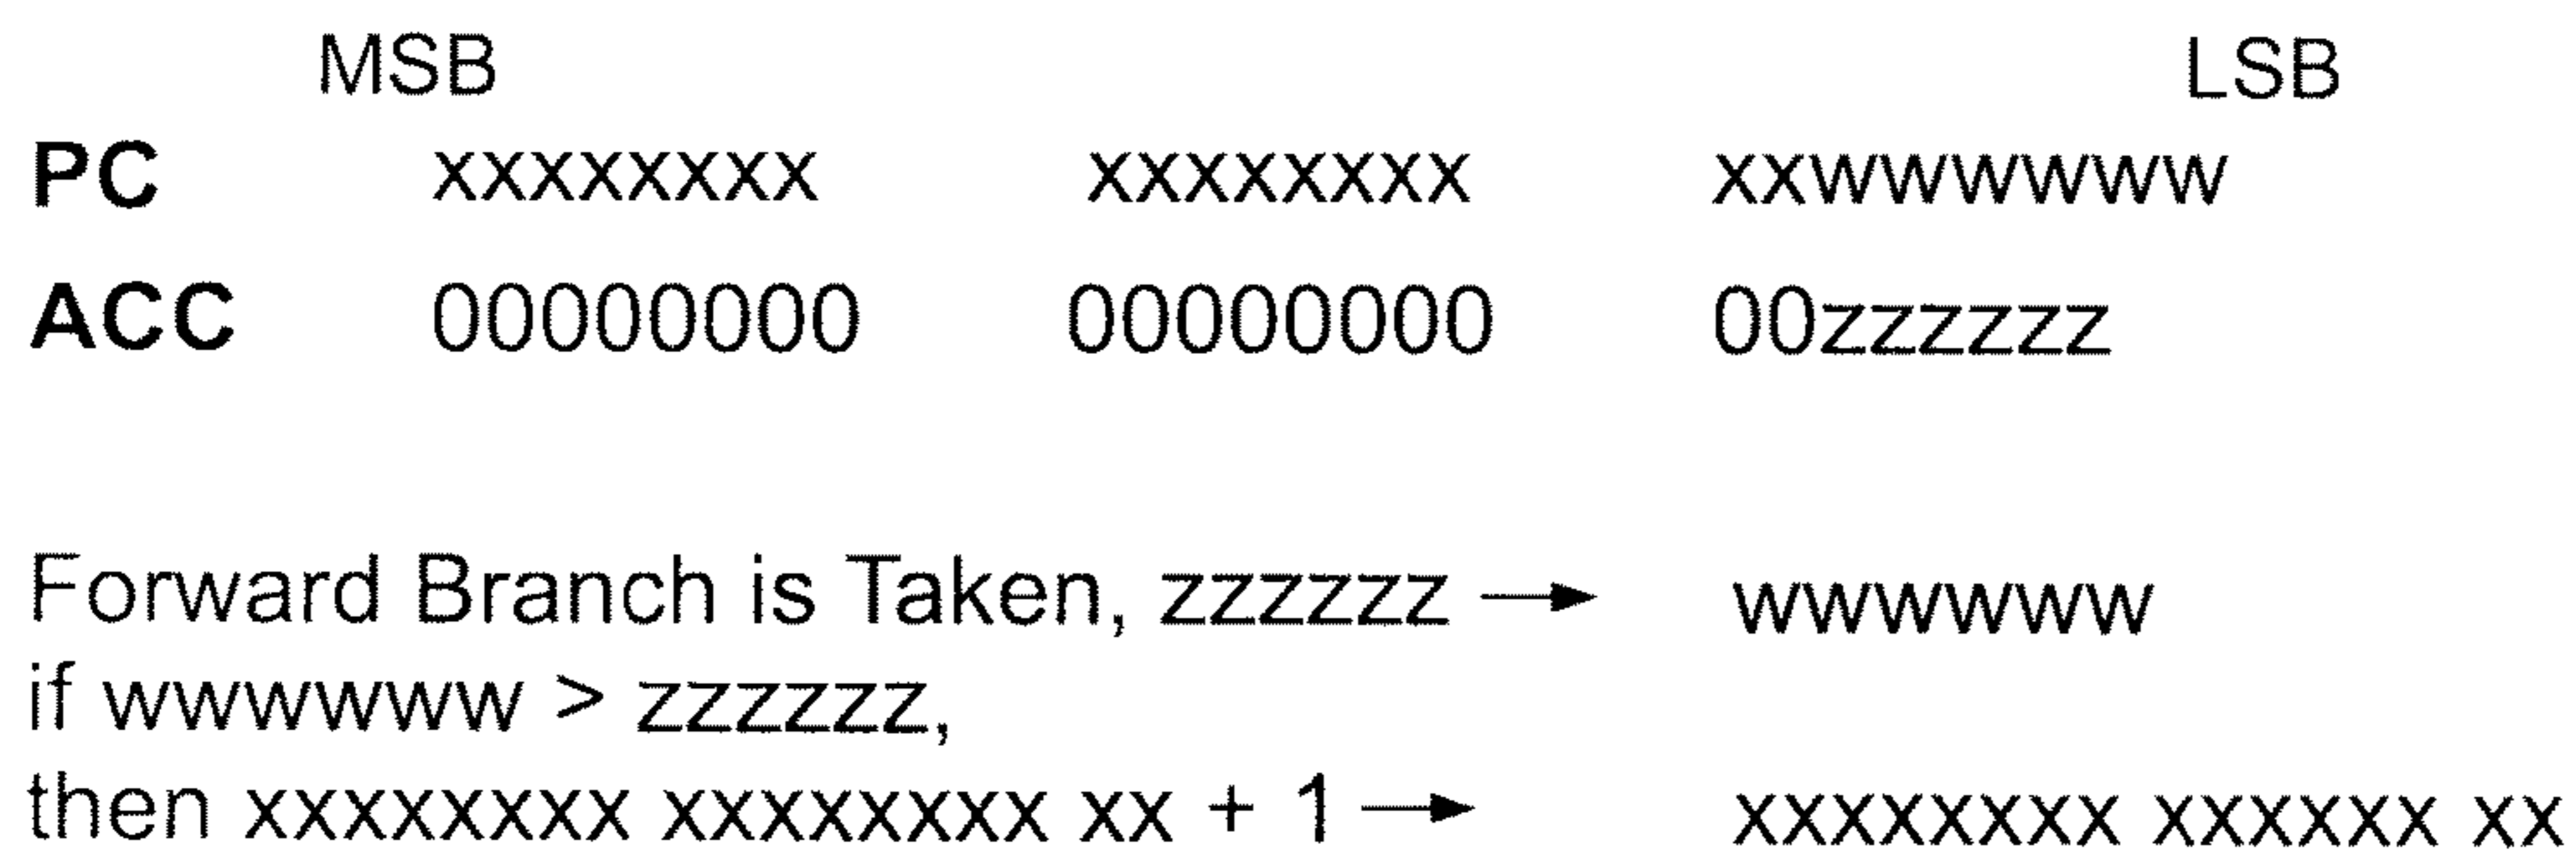 MSB LSB
PC xxxxxxxx xxxxxxxx xxwwwwww
ACC 00000000 00000000 00zzzzzz
Forward Branch is Taken, zzzzzz → wwwwww
if wwwwww > zzzzzz,
then xxxxxxxx xxxxxxxx xx + 1 → xxxxxxxx xxxxxx xx